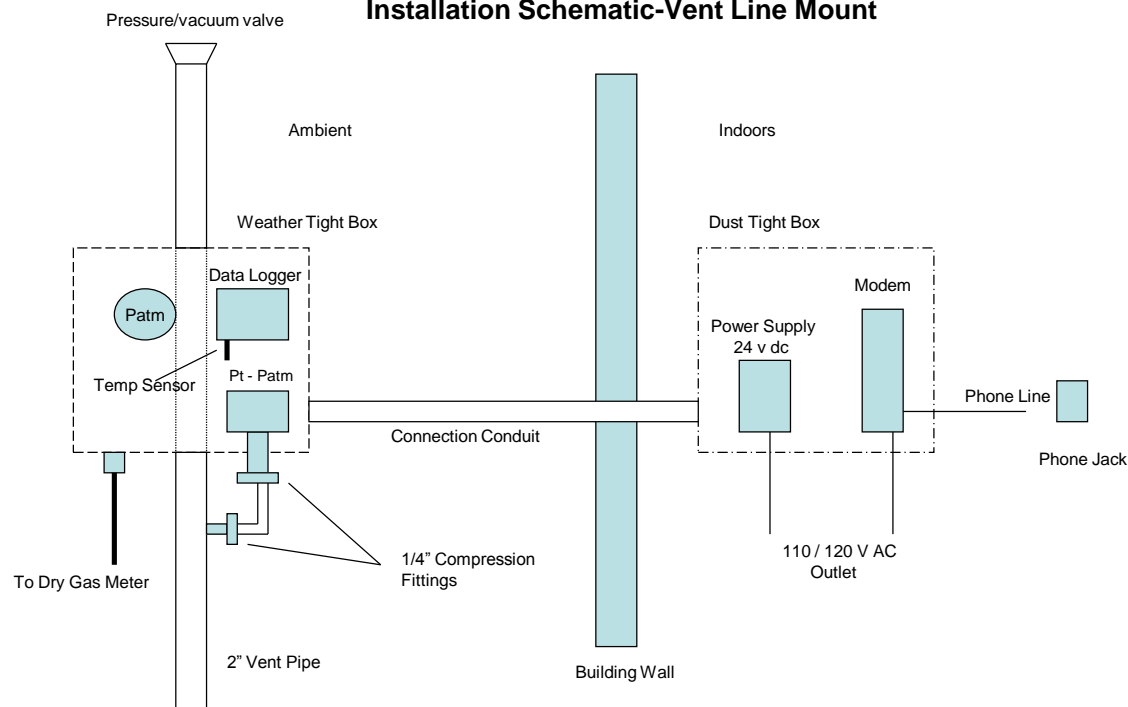 Installation Schematic-Vent Line Mount
Pressure/vacuum valve
Ambient
Indoors
Weather Tight Box
Dust Tight Box
Data Logger
Modem
Patm
Power Supply
24 v dc
Temp Sensor
Pt - Patm
Phone Line
Connection Conduit
Phone Jack
110 / 120 V AC
Outlet
1/4” Compression
Fittings
To Dry Gas Meter
2” Vent Pipe
Building Wall